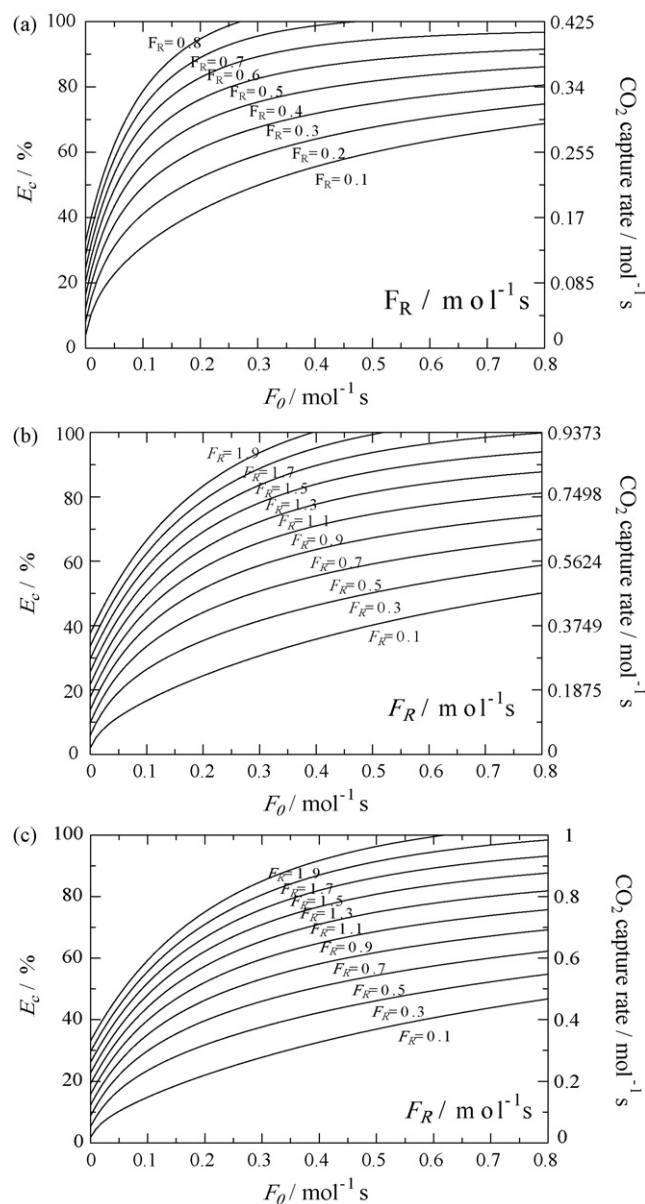 (a)
100
80
60
40
20
0
E_c / %
F_R= 0.8
F_R= 0.7
F_R= 0.6
F_R= 0.5
F_R= 0.4
F_R= 0.3
F_R= 0.2
F_R= 0.1
F_R / mol⁻¹s
0.425
0.34
0.255
0.17
0.085
0
CO₂ capture rate / mol⁻¹ s
0 0.1 0.2 0.3 0.4 0.5 0.6 0.7 0.8
F_0 / mol⁻¹ s
(b)
100
80
60
40
20
0
E_c / %
F_R= 1.9
F_R= 1.7
F_R= 1.5
F_R= 1.3
F_R= 1.1
F_R= 0.9
F_R= 0.7
F_R= 0.5
F_R= 0.3
F_R= 0.1
F_R / mol⁻¹s
0.9373
0.7498
0.5624
0.3749
0.1875
0
CO₂ capture rate / mol⁻¹ s
0 0.1 0.2 0.3 0.4 0.5 0.6 0.7 0.8
F_0 / mol⁻¹ s
(c)
100
80
60
40
20
0
E_c / %
F_R= 1.9
F_R= 1.7
F_R= 1.5
F_R= 1.3
F_R= 1.1
F_R= 0.9
F_R= 0.7
F_R= 0.5
F_R= 0.3
F_R= 0.1
F_R / mol⁻¹s
1
0.8
0.6
0.4
0.2
0
CO₂ capture rate / mol⁻¹ s
0 0.1 0.2 0.3 0.4 0.5 0.6 0.7 0.8
F_0 / mol⁻¹ s